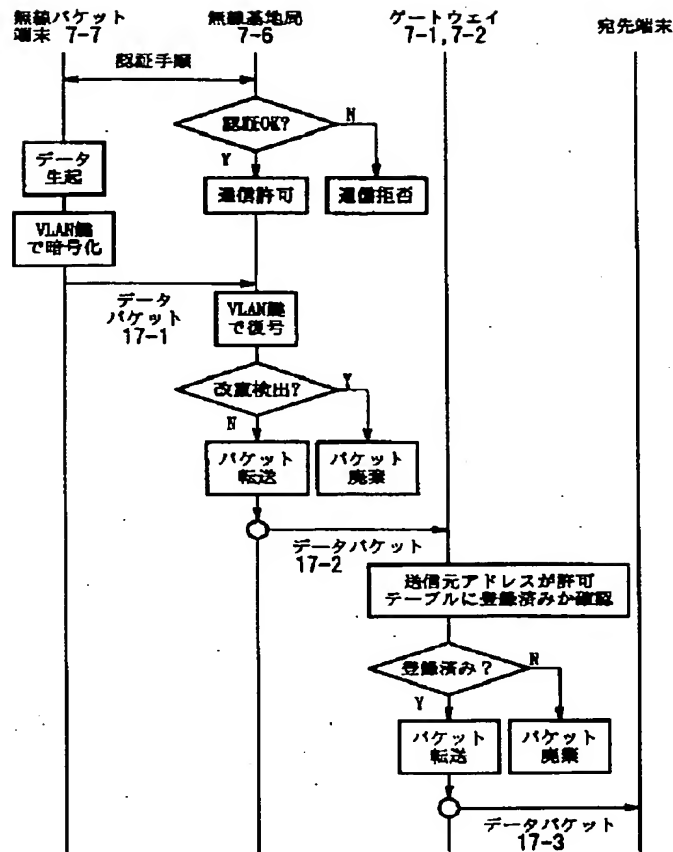 無線パケット
端末 7-7
無線基地局
7-6
ゲートウェイ
7-1, 7-2
宛先端末
認証手順
認証OK?
N
Y
データ
生起
通信許可
通信拒否
VLAN鍵
で暗号化
データ
パケット
17-1
VLAN鍵
で復号
改竄検出?
Y
N
パケット
転送
パケット
廃棄
データパケット
17-2
送信元アドレスが許可
テーブルに登録済みか確認
登録済み?
N
Y
パケット
転送
パケット
廃棄
データパケット
17-3